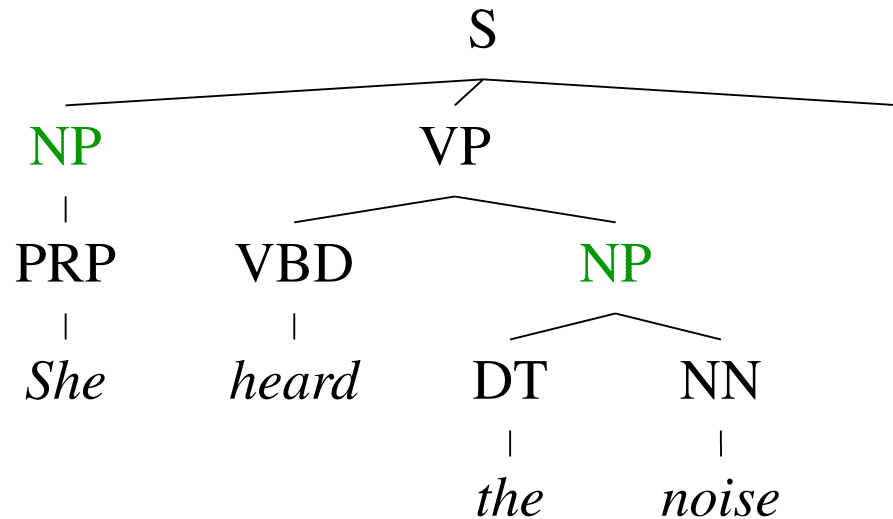 S
NP VP
PRP VBD NP
She heard DT NN
the noise